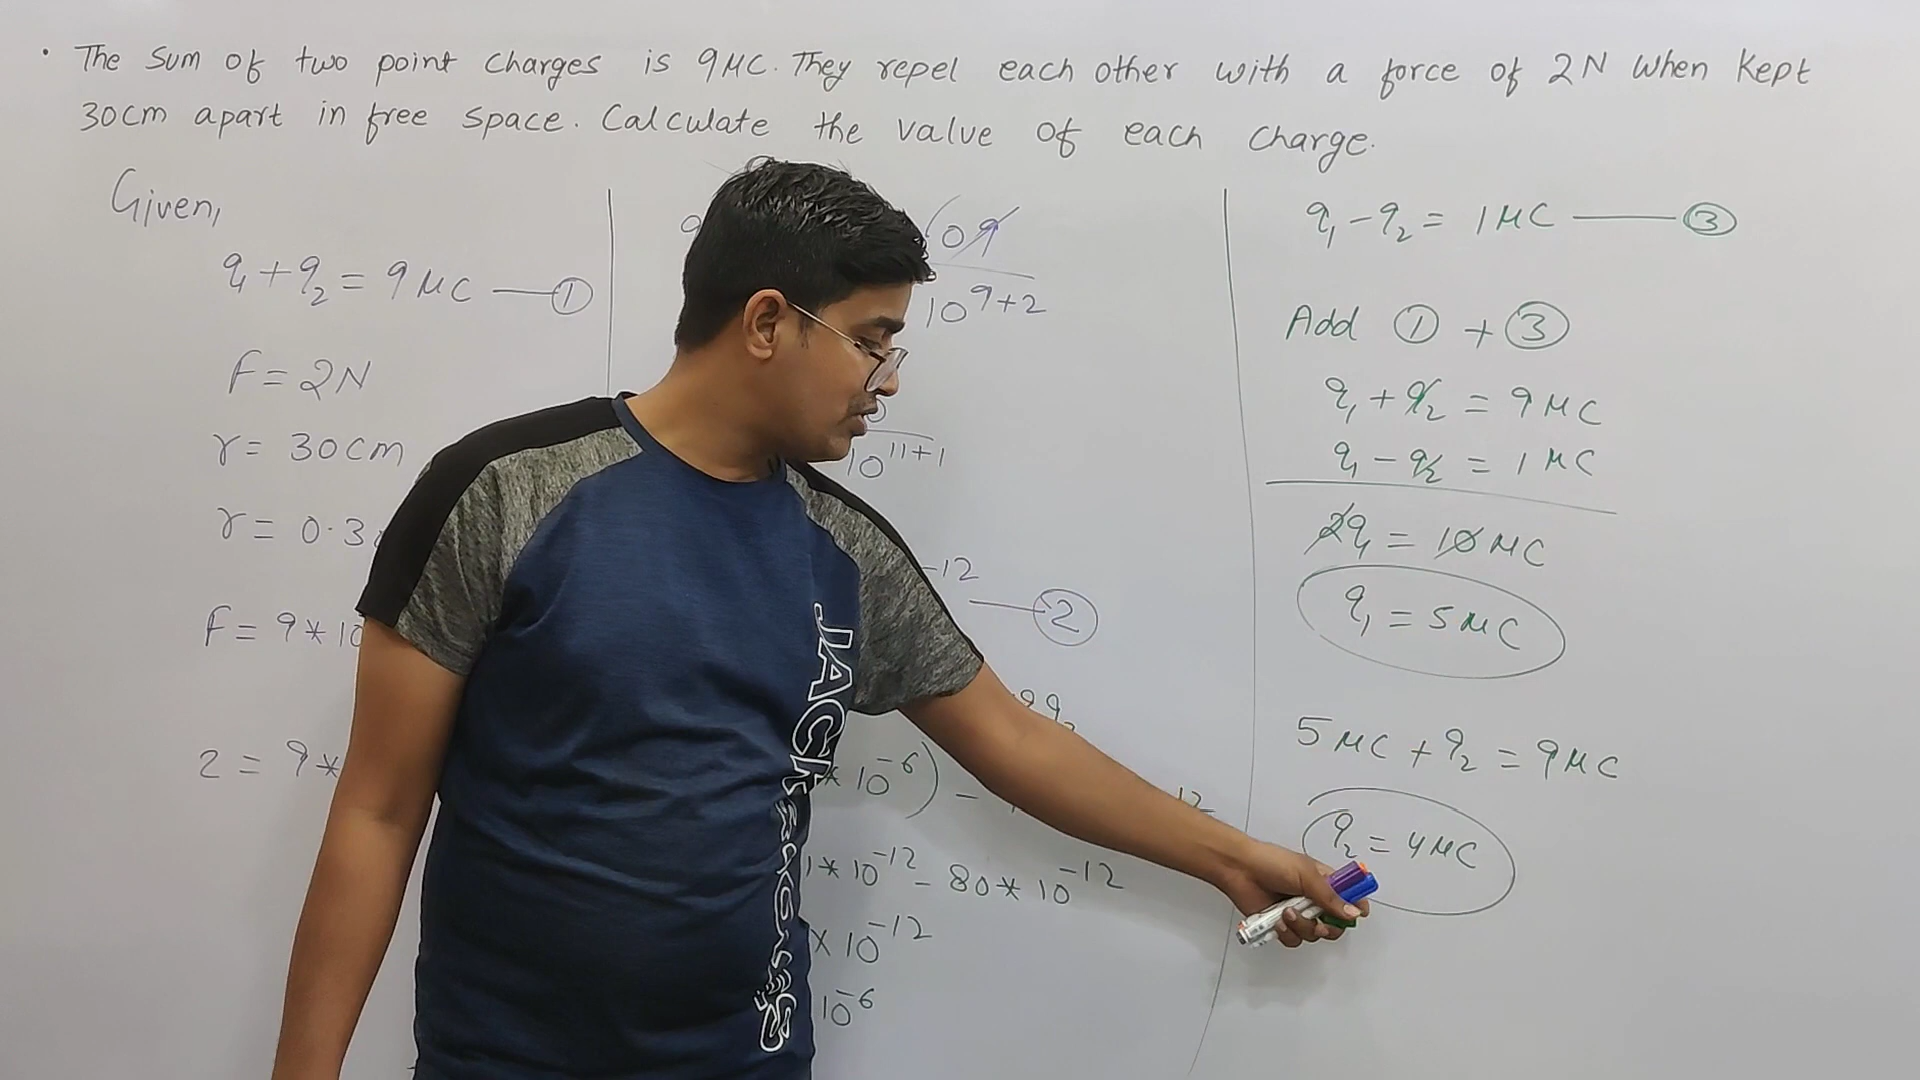 • The sum of two point charges is 9μC. They repel each other with a force of 2N when kept
30cm apart in free space. Calculate the value of each charge.
Given,
q₁ + q₂ = 9μC — ①
F = 2N
r = 30cm
r = 0.3
F = 9*10
2 = 9*
10⁹⁺²
10¹¹⁺¹
-12
— ②
q₂
*10⁻⁶) -
1*10⁻¹² - 80*10⁻¹²
×10⁻¹²
10⁻⁶
q₁ - q₂ = 1μC — ③
Add ① + ③
q₁ + q₂ = 9μC
q₁ - q₂ = 1μC
2q₁ = 10μC
q₁ = 5μC
5μC + q₂ = 9μC
q₂ = 4μC
JACK